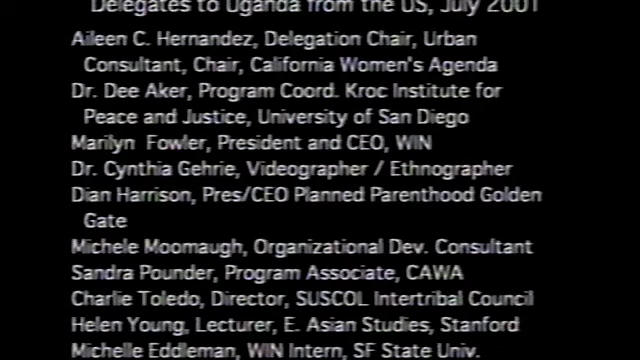 Delegates to Uganda from the US, July 2001
Aileen C. Hernandez, Delegation Chair, Urban
Consultant, Chair, California Women's Agenda
Dr. Dee Aker, Program Coord. Kroc Institute for
Peace and Justice, University of San Diego
Marilyn Fowler, President and CEO, WIN
Dr. Cynthia Gehrie, Videographer / Ethnographer
Dian Harrison, Pres/CEO Planned Parenthood Golden
Gate
Michele Moomaugh, Organizational Dev. Consultant
Sandra Pounder, Program Associate, CAWA
Charlie Toledo, Director, SUSCOL Intertribal Council
Helen Young, Lecturer, E. Asian Studies, Stanford
Michelle Eddleman, WIN Intern, SF State Univ.